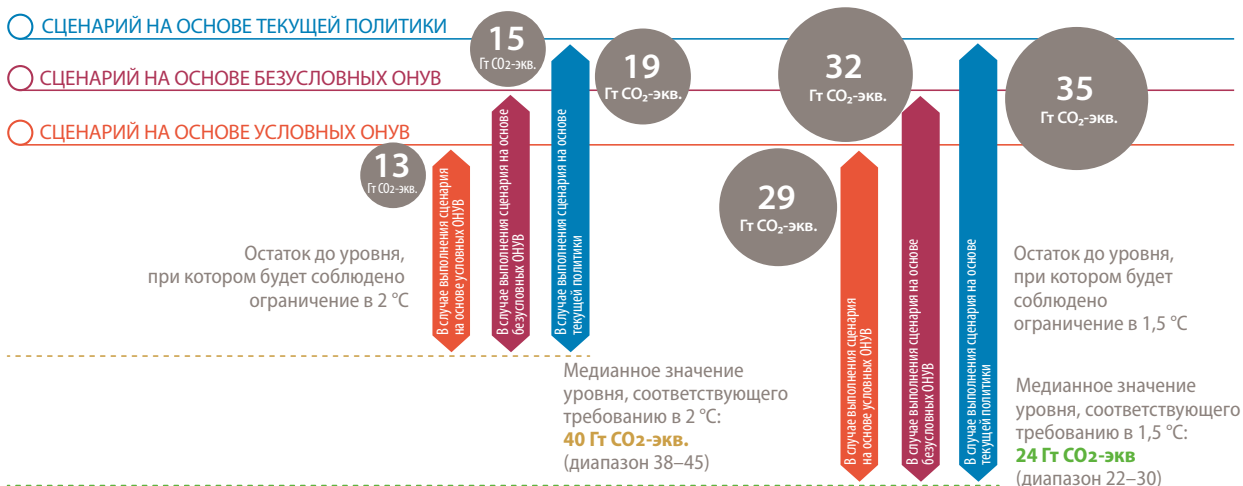 СЦЕНАРИЙ НА ОСНОВЕ ТЕКУЩЕЙ ПОЛИТИКИ
СЦЕНАРИЙ НА ОСНОВЕ БЕЗУСЛОВНЫХ ОНУВ
СЦЕНАРИЙ НА ОСНОВЕ УСЛОВНЫХ ОНУВ
13
Гт CO2-экв.
15
Гт CO2-экв.
19
Гт CO₂-экв.
В случае выполнения сценария
на основе условных ОНУВ
В случае выполнения сценария на основе
безусловных ОНУВ
В случае выполнения сценария на основе
текущей политики
Остаток до уровня,
при котором будет соблюдено
ограничение в 2 °C
Медианное значение
уровня, соответствующего
требованию в 2 °C:
40 Гт CO2-экв.
(диапазон 38–45)
29
Гт CO₂-экв.
32
Гт CO₂-экв.
35
Гт CO₂-экв.
В случае выполнения сценария
на основе условных ОНУВ
В случае выполнения сценария на основе
безусловных ОНУВ
В случае выполнения сценария на основе
текущей политики
Остаток до уровня,
при котором будет
соблюдено
ограничение в 1,5 °C
Медианное значение
уровня, соответствующего
требованию в 1,5 °C:
24 Гт CO2-экв
(диапазон 22–30)